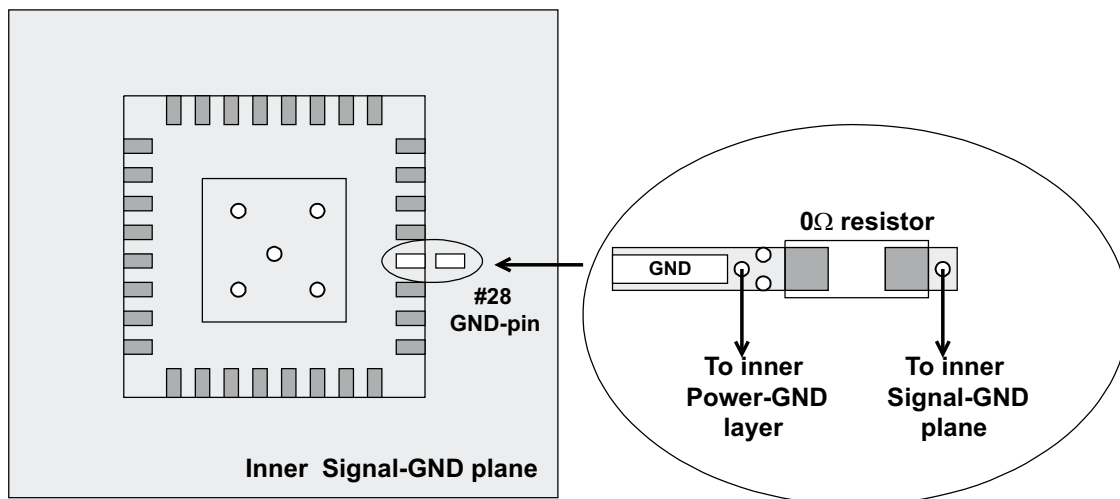 #28
GND-pin
Inner Signal-GND plane
0Ω resistor
GND
To inner
Power-GND
layer
To inner
Signal-GND
plane